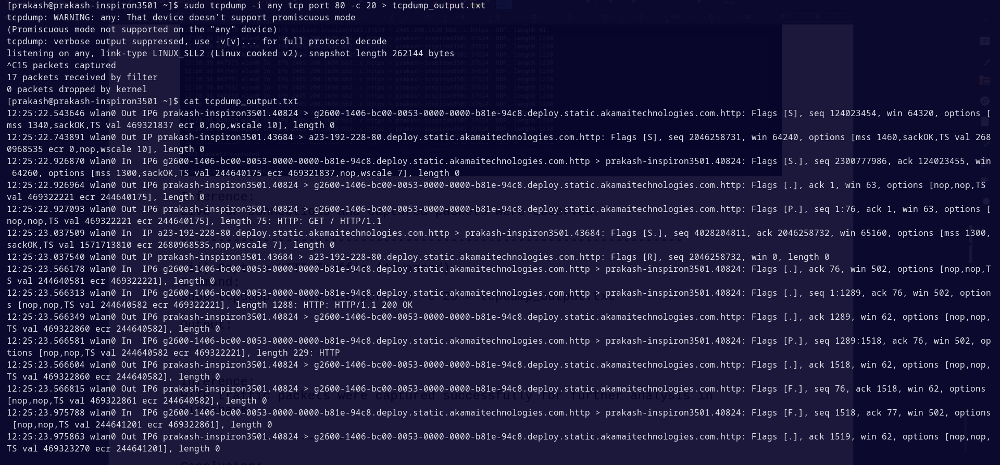 [prakash@prakash-inspiron3501 ~]$ sudo tcpdump -i any tcp port 80 -c 20 > tcpdump_output.txt
tcpdump: WARNING: any: That device doesn't support promiscuous mode
(Promiscuous mode not supported on the "any" device)
tcpdump: verbose output suppressed, use -v[v]... for full protocol decode
listening on any, link-type LINUX_SLL2 (Linux cooked v2), snapshot length 262144 bytes
^C15 packets captured
17 packets received by filter
0 packets dropped by kernel
[prakash@prakash-inspiron3501 ~]$ cat tcpdump_output.txt
12:25:22.543646 wlan0 Out IP6 prakash-inspiron3501.40824 > g2600-1406-bc00-0053-0000-0000-b81e-94c8.deploy.static.akamaitechnologies.com.http: Flags [S], seq 124023454, win 64320, options [
mss 1340,sackOK,TS val 469321837 ecr 0,nop,wscale 10], length 0
12:25:22.743891 wlan0 Out IP prakash-inspiron3501.43684 > a23-192-228-80.deploy.static.akamaitechnologies.com.http: Flags [S], seq 2046258731, win 64240, options [mss 1460,sackOK,TS val 268
0968535 ecr 0,nop,wscale 10], length 0
12:25:22.926870 wlan0 In  IP6 g2600-1406-bc00-0053-0000-0000-b81e-94c8.deploy.static.akamaitechnologies.com.http > prakash-inspiron3501.40824: Flags [S.], seq 2300777986, ack 124023455, win
 64260, options [mss 1300,sackOK,TS val 244640175 ecr 469321837,nop,wscale 7], length 0
12:25:22.926964 wlan0 Out IP6 prakash-inspiron3501.40824 > g2600-1406-bc00-0053-0000-0000-b81e-94c8.deploy.static.akamaitechnologies.com.http: Flags [.], ack 1, win 63, options [nop,nop,TS
val 469322221 ecr 244640175], length 0
12:25:22.927093 wlan0 Out IP6 prakash-inspiron3501.40824 > g2600-1406-bc00-0053-0000-0000-b81e-94c8.deploy.static.akamaitechnologies.com.http: Flags [P.], seq 1:76, ack 1, win 63, options [
nop,nop,TS val 469322221 ecr 244640175], length 75: HTTP: GET / HTTP/1.1
12:25:23.037509 wlan0 In  IP a23-192-228-80.deploy.static.akamaitechnologies.com.http > prakash-inspiron3501.43684: Flags [S.], seq 4028204811, ack 2046258732, win 65160, options [mss 1300,
sackOK,TS val 1571713810 ecr 2680968535,nop,wscale 7], length 0
12:25:23.037540 wlan0 Out IP prakash-inspiron3501.43684 > a23-192-228-80.deploy.static.akamaitechnologies.com.http: Flags [R], seq 2046258732, win 0, length 0
12:25:23.566178 wlan0 In  IP6 g2600-1406-bc00-0053-0000-0000-b81e-94c8.deploy.static.akamaitechnologies.com.http > prakash-inspiron3501.40824: Flags [.], ack 76, win 502, options [nop,nop,T
S val 244640581 ecr 469322221], length 0
12:25:23.566313 wlan0 In  IP6 g2600-1406-bc00-0053-0000-0000-b81e-94c8.deploy.static.akamaitechnologies.com.http > prakash-inspiron3501.40824: Flags [.], seq 1:1289, ack 76, win 502, option
s [nop,nop,TS val 244640582 ecr 469322221], length 1288: HTTP: HTTP/1.1 200 OK
12:25:23.566349 wlan0 Out IP6 prakash-inspiron3501.40824 > g2600-1406-bc00-0053-0000-0000-b81e-94c8.deploy.static.akamaitechnologies.com.http: Flags [.], ack 1289, win 62, options [nop,nop,
TS val 469322860 ecr 244640582], length 0
12:25:23.566581 wlan0 In  IP6 g2600-1406-bc00-0053-0000-0000-b81e-94c8.deploy.static.akamaitechnologies.com.http > prakash-inspiron3501.40824: Flags [P.], seq 1289:1518, ack 76, win 502, op
tions [nop,nop,TS val 244640582 ecr 469322221], length 229: HTTP
12:25:23.566604 wlan0 Out IP6 prakash-inspiron3501.40824 > g2600-1406-bc00-0053-0000-0000-b81e-94c8.deploy.static.akamaitechnologies.com.http: Flags [.], ack 1518, win 62, options [nop,nop,
TS val 469322860 ecr 244640582], length 0
12:25:23.566815 wlan0 Out IP6 prakash-inspiron3501.40824 > g2600-1406-bc00-0053-0000-0000-b81e-94c8.deploy.static.akamaitechnologies.com.http: Flags [F.], seq 76, ack 1518, win 62, options
[nop,nop,TS val 469322861 ecr 244640582], length 0
12:25:23.975788 wlan0 In  IP6 g2600-1406-bc00-0053-0000-0000-b81e-94c8.deploy.static.akamaitechnologies.com.http > prakash-inspiron3501.40824: Flags [F.], seq 1518, ack 77, win 502, options
 [nop,nop,TS val 244641201 ecr 469322861], length 0
12:25:23.975863 wlan0 Out IP6 prakash-inspiron3501.40824 > g2600-1406-bc00-0053-0000-0000-b81e-94c8.deploy.static.akamaitechnologies.com.http: Flags [.], ack 1519, win 62, options [nop,nop,
TS val 469323270 ecr 244641201], length 0